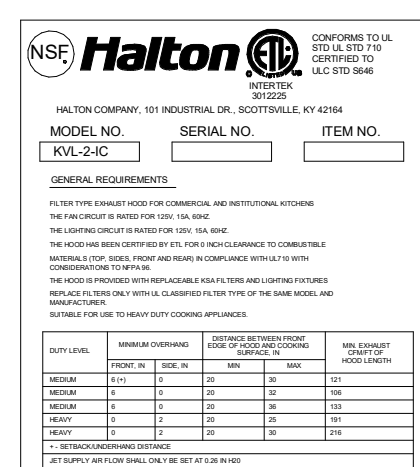 NSF® Halton ETL CONFORMS TO UL
STD UL STD 710
CERTIFIED TO
ULC STD S646
LISTED US
INTERTEK
3012225
HALTON COMPANY, 101 INDUSTRIAL DR., SCOTTSVILLE, KY 42164
MODEL NO. SERIAL NO. ITEM NO.
KVL-2-IC
GENERAL REQUIREMENTS
FILTER TYPE EXHAUST HOOD FOR COMMERCIAL AND INSTITUTIONAL KITCHENS
THE FAN CIRCUIT IS RATED FOR 125V, 15A, 60HZ.
THE LIGHTING CIRCUIT IS RATED FOR 125V, 15A, 60HZ.
THE HOOD HAS BEEN CERTIFIED BY ETL FOR 0 INCH CLEARANCE TO COMBUSTIBLE
MATERIALS (TOP, SIDES, FRONT AND REAR) IN COMPLIANCE WITH UL710 WITH
CONSIDERATIONS TO NFPA 96.
THE HOOD IS PROVIDED WITH REPLACEABLE KSA FILTERS AND LIGHTING FIXTURES
REPLACE FILTERS ONLY WITH UL CLASSIFIED FILTER TYPE OF THE SAME MODEL AND
MANUFACTURER.
SUITABLE FOR USE TO HEAVY DUTY COOKING APPLIANCES.
DUTY LEVEL MINIMUM OVERHANG DISTANCE BETWEEN FRONT EDGE OF HOOD AND COOKING SURFACE, IN MIN. EXHAUST CFM/FT OF HOOD LENGTH
FRONT, IN SIDE, IN MIN MAX
MEDIUM 6 (+) 0 20 30 121
MEDIUM 6 0 20 32 106
MEDIUM 6 0 20 36 133
HEAVY 0 2 20 25 191
HEAVY 0 2 20 30 216
+ - SETBACK/UNDERHANG DISTANCE
JET SUPPLY AIR FLOW SHALL ONLY BE SET AT 0.26 IN H20